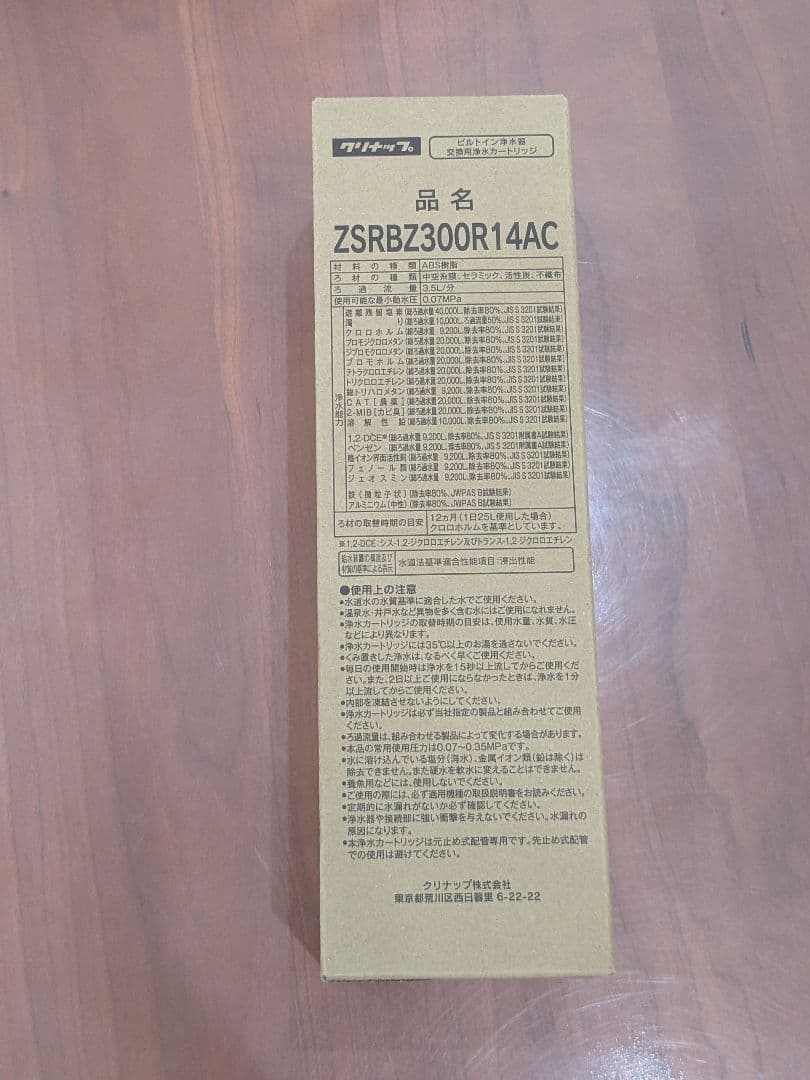 クリナップ。
ビルトイン浄水器
交換用浄水カートリッジ
品名
ZSRBZ300R14AC
材料の種類 ABS樹脂
ろ材の種類 中空糸膜、セラミック、活性炭、不織布
ろ過流量 3.5L/分
使用可能な最小動水圧 0.07MPa
浄水能力
遊離残留塩素(総ろ過水量40,000L、除去率80%、JIS S 3201試験結果)
濁り(総ろ過水量10,000L、ろ過流量50%、JIS S 3201試験結果)
クロロホルム(総ろ過水量 9,200L、除去率80%、JIS S 3201試験結果)
ブロモジクロロメタン(総ろ過水量20,000L、除去率80%、JIS S 3201試験結果)
ジブロモクロロメタン(総ろ過水量20,000L、除去率80%、JIS S 3201試験結果)
ブロモホルム(総ろ過水量20,000L、除去率80%、JIS S 3201試験結果)
テトラクロロエチレン(総ろ過水量20,000L、除去率80%、JIS S 3201試験結果)
トリクロロエチレン(総ろ過水量20,000L、除去率80%、JIS S 3201試験結果)
総トリハロメタン(総ろ過水量 9,200L、除去率80%、JIS S 3201試験結果)
CAT[農薬](総ろ過水量20,000L、除去率80%、JIS S 3201試験結果)
2-MIB[カビ臭](総ろ過水量20,000L、除去率80%、JIS S 3201試験結果)
溶解性鉛(総ろ過水量10,000L、除去率80%、JIS S 3201試験結果)
1,2-DCE※(総ろ過水量 9,200L、除去率80%、JIS S 3201附属書A試験結果)
ベンゼン(総ろ過水量 9,200L、除去率80%、JIS S 3201附属書A試験結果)
陰イオン界面活性剤(総ろ過水量 9,200L、除去率80%、JIS S 3201試験結果)
フェノール類(総ろ過水量 9,200L、除去率80%、JIS S 3201試験結果)
ジェオスミン(総ろ過水量 9,200L、除去率80%、JIS S 3201試験結果)
鉄(微粒子状)(除去率80%、JWPAS B試験結果)
アルミニウム(中性)(除去率80%、JWPAS B試験結果)
ろ材の取替時期の目安 12ヵ月(1日25L使用した場合)
クロロホルムを基準としています。
※1,2-DCE:シス-1,2-ジクロロエチレン及びトランス-1,2-ジクロロエチレン
給水装置の構造及び
材質の基準による表示
水道法基準適合性能項目:浸出性能
●使用上の注意
●水道水の水質基準に適合した水でご使用ください。
●温泉水・井戸水など異物を多く含む水にはご使用になれません。
●浄水カートリッジの取替時期の目安は、使用水量、水質、水圧
などにより異なります。
●浄水カートリッジには35℃以上のお湯を通さないでください。
●くみ置きした浄水は、なるべく早くご使用ください。
●毎日の使用開始時は浄水を15秒以上流してからご使用くだ
さい。また、2日以上ご使用にならなかったときは、浄水を1分
以上流してからご使用ください。
●内部を凍結させないようにしてください。
●浄水カートリッジは必ず当社指定の製品と組み合わせてご使用
ください。
●ろ過流量は、組み合わせる製品によって変化する場合があります。
●本品の常用使用圧力は0.07～0.35MPaです。
●水に溶け込んでいる塩分(海水)、金属イオン類(鉛は除く)は
除去できません。また硬水を軟水に変えることはできません。
●養魚用などには、使用しないでください。
●ご使用の際には、必ず適用機種の取扱説明書をお読みください。
●定期的に水漏れがないか必ず確認してください。
●浄水器や接続部に強い衝撃を与えないでください。水漏れの
原因になります。
●本浄水カートリッジは元止め式配管専用です。先止め式配管
での使用は避けてください。
クリナップ株式会社
東京都荒川区西日暮里 6-22-22